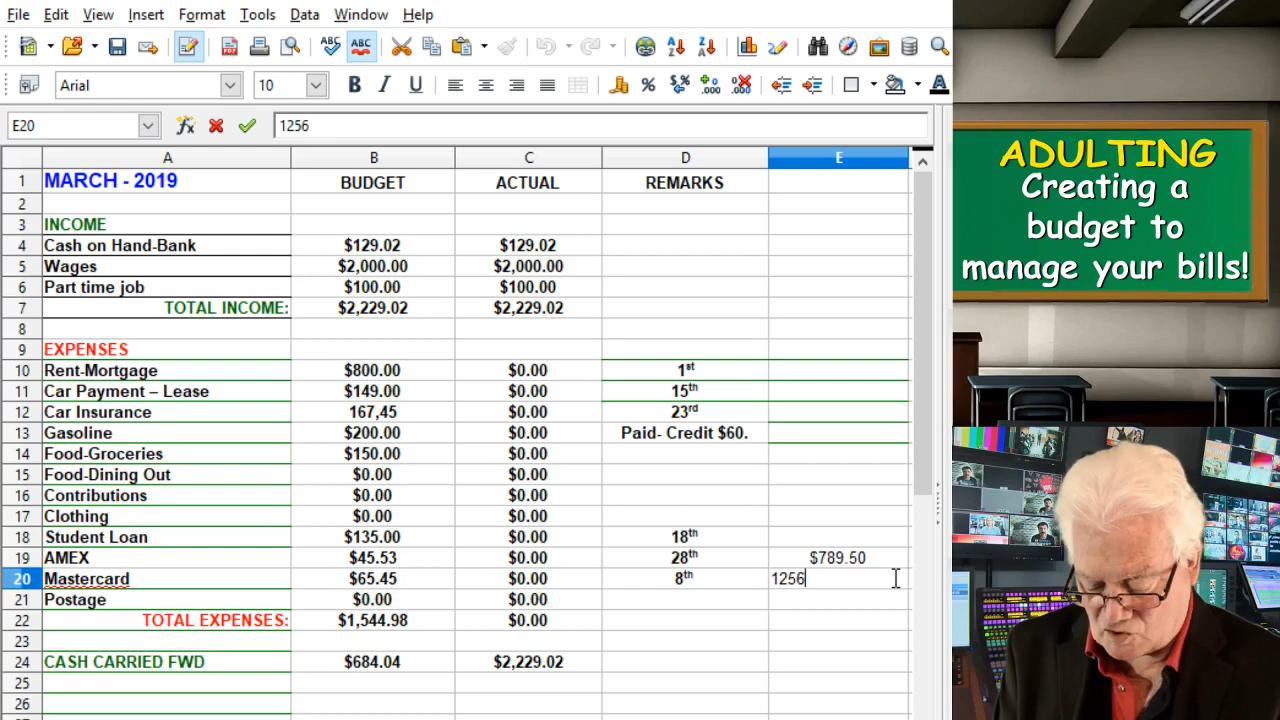 File Edit View Insert Format Tools Data Window Help
Arial 10
E20 1256
A B C D E
1 MARCH - 2019 BUDGET ACTUAL REMARKS
2
3 INCOME
4 Cash on Hand-Bank $129.02 $129.02
5 Wages $2,000.00 $2,000.00
6 Part time job $100.00 $100.00
7 TOTAL INCOME: $2,229.02 $2,229.02
8
9 EXPENSES
10 Rent-Mortgage $800.00 $0.00 1st
11 Car Payment – Lease $149.00 $0.00 15th
12 Car Insurance 167,45 $0.00 23rd
13 Gasoline $200.00 $0.00 Paid- Credit $60.
14 Food-Groceries $150.00 $0.00
15 Food-Dining Out $0.00 $0.00
16 Contributions $0.00 $0.00
17 Clothing $0.00 $0.00
18 Student Loan $135.00 $0.00 18th
19 AMEX $45.53 $0.00 28th $789.50
20 Mastercard $65.45 $0.00 8th 1256
21 Postage $0.00 $0.00
22 TOTAL EXPENSES: $1,544.98 $0.00
23
24 CASH CARRIED FWD $684.04 $2,229.02
25
26
ADULTING
Creating a
budget to
manage your bills!